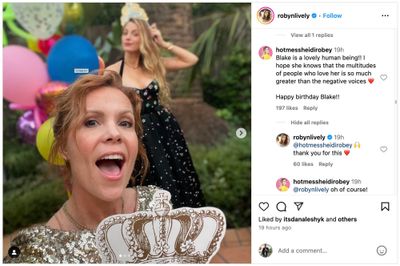 robynlively • Follow
View all 1 replies
hotmessheidirobey 19h
Blake is a lovely human being!! I
hope she knows that the multitudes
of people who love her is so much
greater than the negative voices ❤️
Happy birthday Blake!!
197 likes Reply
Hide all replies
robynlively 19h
@hotmessheidirobey 🙌
thank you for this ❤️
hotmessheidirobey 19h
@robynlively oh of course!
Liked by itsdanaleshyk and others
19 hours ago
Add a comment...